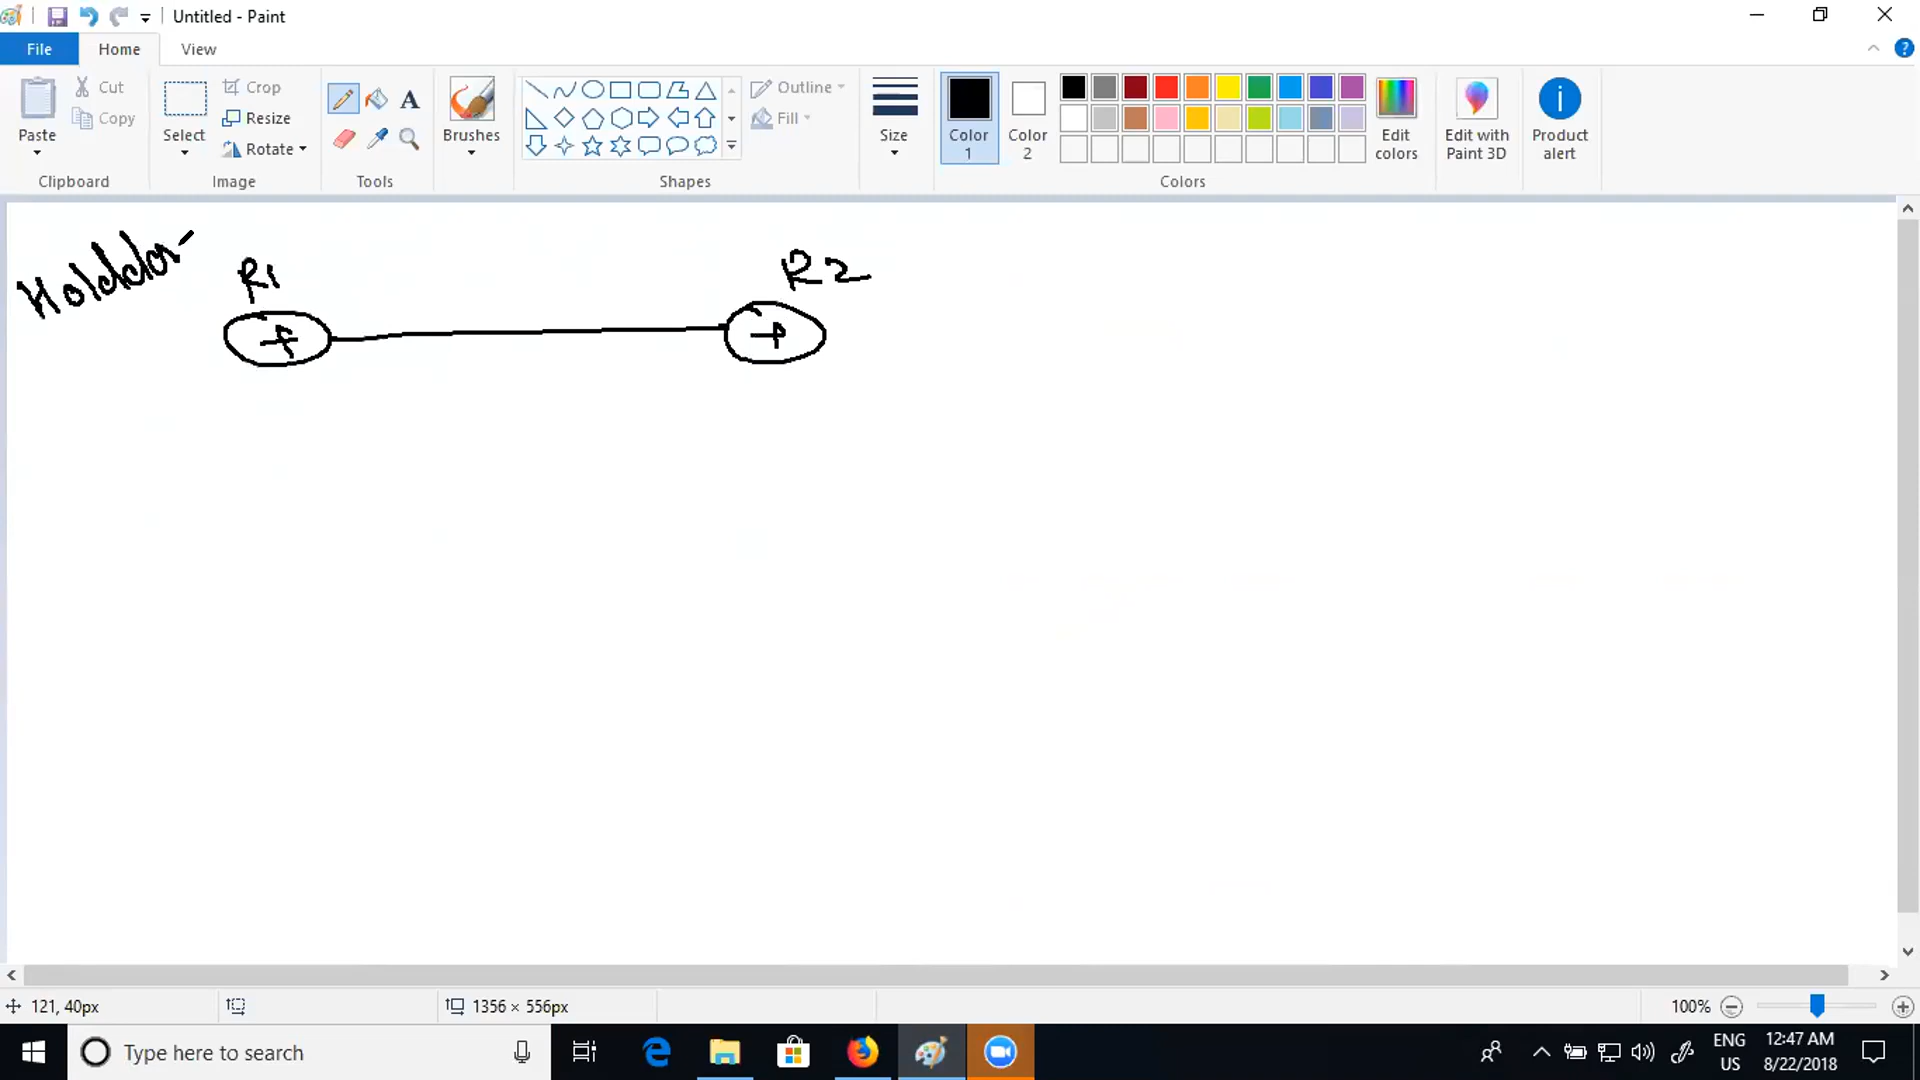 Untitled - Paint
File Home View
Paste Cut Copy Clipboard
Select Crop Resize Rotate Image
Tools
Brushes
Shapes
Outline Fill
Size
Color 1 Color 2
Edit colors
Colors
Edit with Paint 3D
Product alert
R1
R2
121, 40px
1356 × 556px
100%
Type here to search
ENG US
12:47 AM
8/22/2018